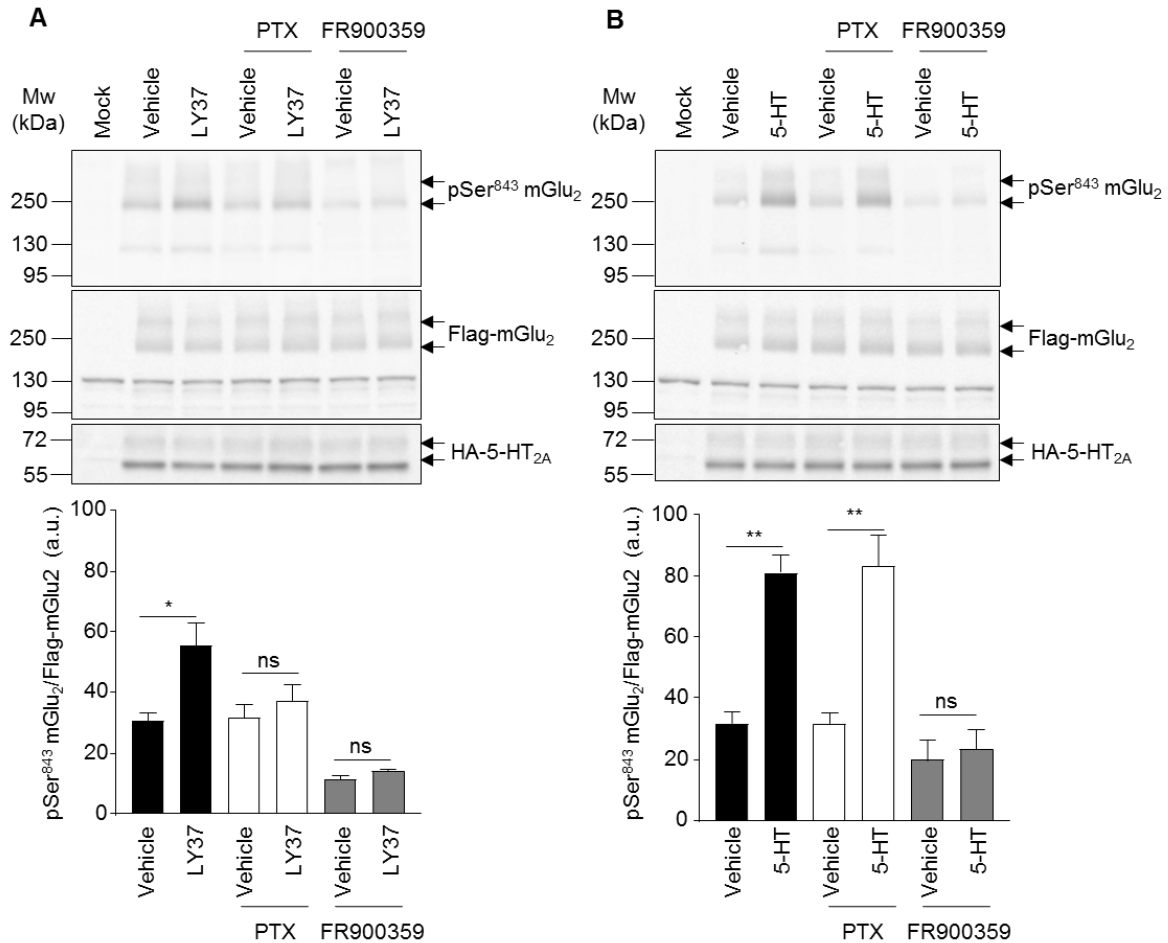 A
PTX FR900359
Mw
(kDa)
Mock Vehicle LY37 Vehicle LY37 Vehicle LY37
250
130
95
pSer⁸⁴³ mGlu₂
250
130
95
Flag-mGlu₂
72
55
HA-5-HT₂A
pSer⁸⁴³ mGlu₂/Flag-mGlu2 (a.u.)
100
80
60
40
20
0
*
ns
ns
Vehicle LY37 Vehicle LY37 Vehicle LY37
PTX FR900359
B
PTX FR900359
Mw
(kDa)
Mock Vehicle 5-HT Vehicle 5-HT Vehicle 5-HT
250
130
95
pSer⁸⁴³ mGlu₂
250
130
95
Flag-mGlu₂
72
55
HA-5-HT₂A
pSer⁸⁴³ mGlu₂/Flag-mGlu2 (a.u.)
100
80
60
40
20
0
**
**
ns
Vehicle 5-HT Vehicle 5-HT Vehicle 5-HT
PTX FR900359